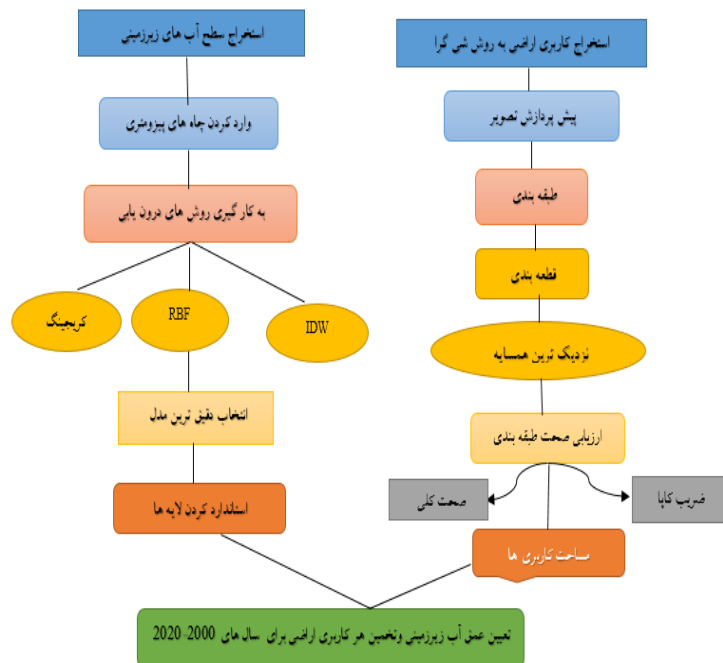 استخراج کاربری اراضی به روش شی گرا
پیش پردازش تصویر
طبقه بندی
قطعه بندی
نزدیک ترین همسایه
ارزیابی صحت طبقه بندی
ضریب کاپا
صحت کلی
مساحت کاربری ها
استخراج سطح آب های زیرزمینی
وارد کردن چاه های پیزومتری
به کار گیری روش های درون یابی
IDW
RBF
کریجینگ
انتخاب دقیق ترین مدل
استاندارد کردن لایه ها
تعیین عمق آب زیرزمینی وتخمین هر کاربری اراضی برای سال های 2000-2020